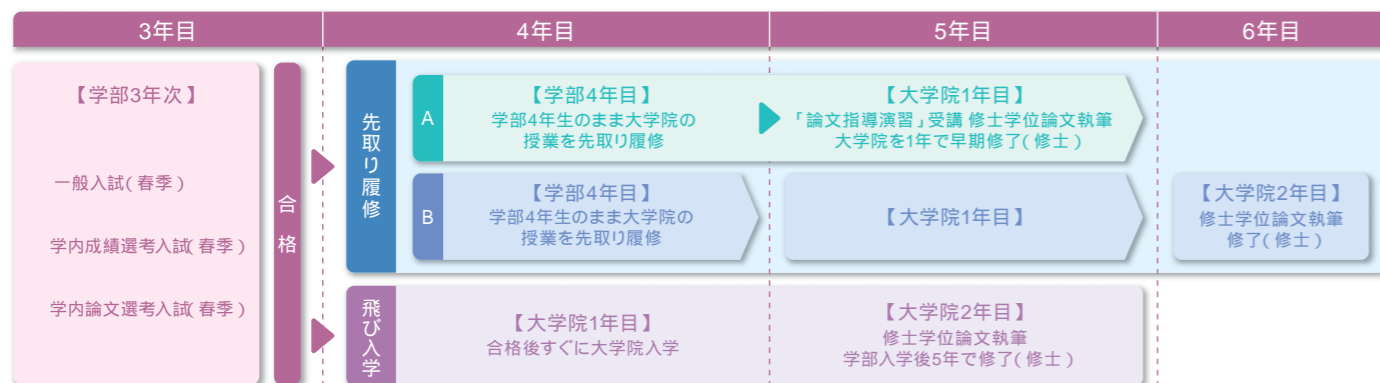 3年目
4年目
5年目
6年目
【学部3年次】
一般入試(春季)
学内成績選考入試(春季)
学内論文選考入試(春季)
合格
先取り履修
A
【学部4年目】
学部4年生のまま大学院の
授業を先取り履修
【大学院1年目】
「論文指導演習」受講 修士学位論文執筆
大学院を1年で早期修了(修士)
B
【学部4年目】
学部4年生のまま大学院の
授業を先取り履修
【大学院1年目】
【大学院2年目】
修士学位論文執筆
修了(修士)
飛び入学
【大学院1年目】
合格後すぐに大学院入学
【大学院2年目】
修士学位論文執筆
学部入学後5年で修了(修士)